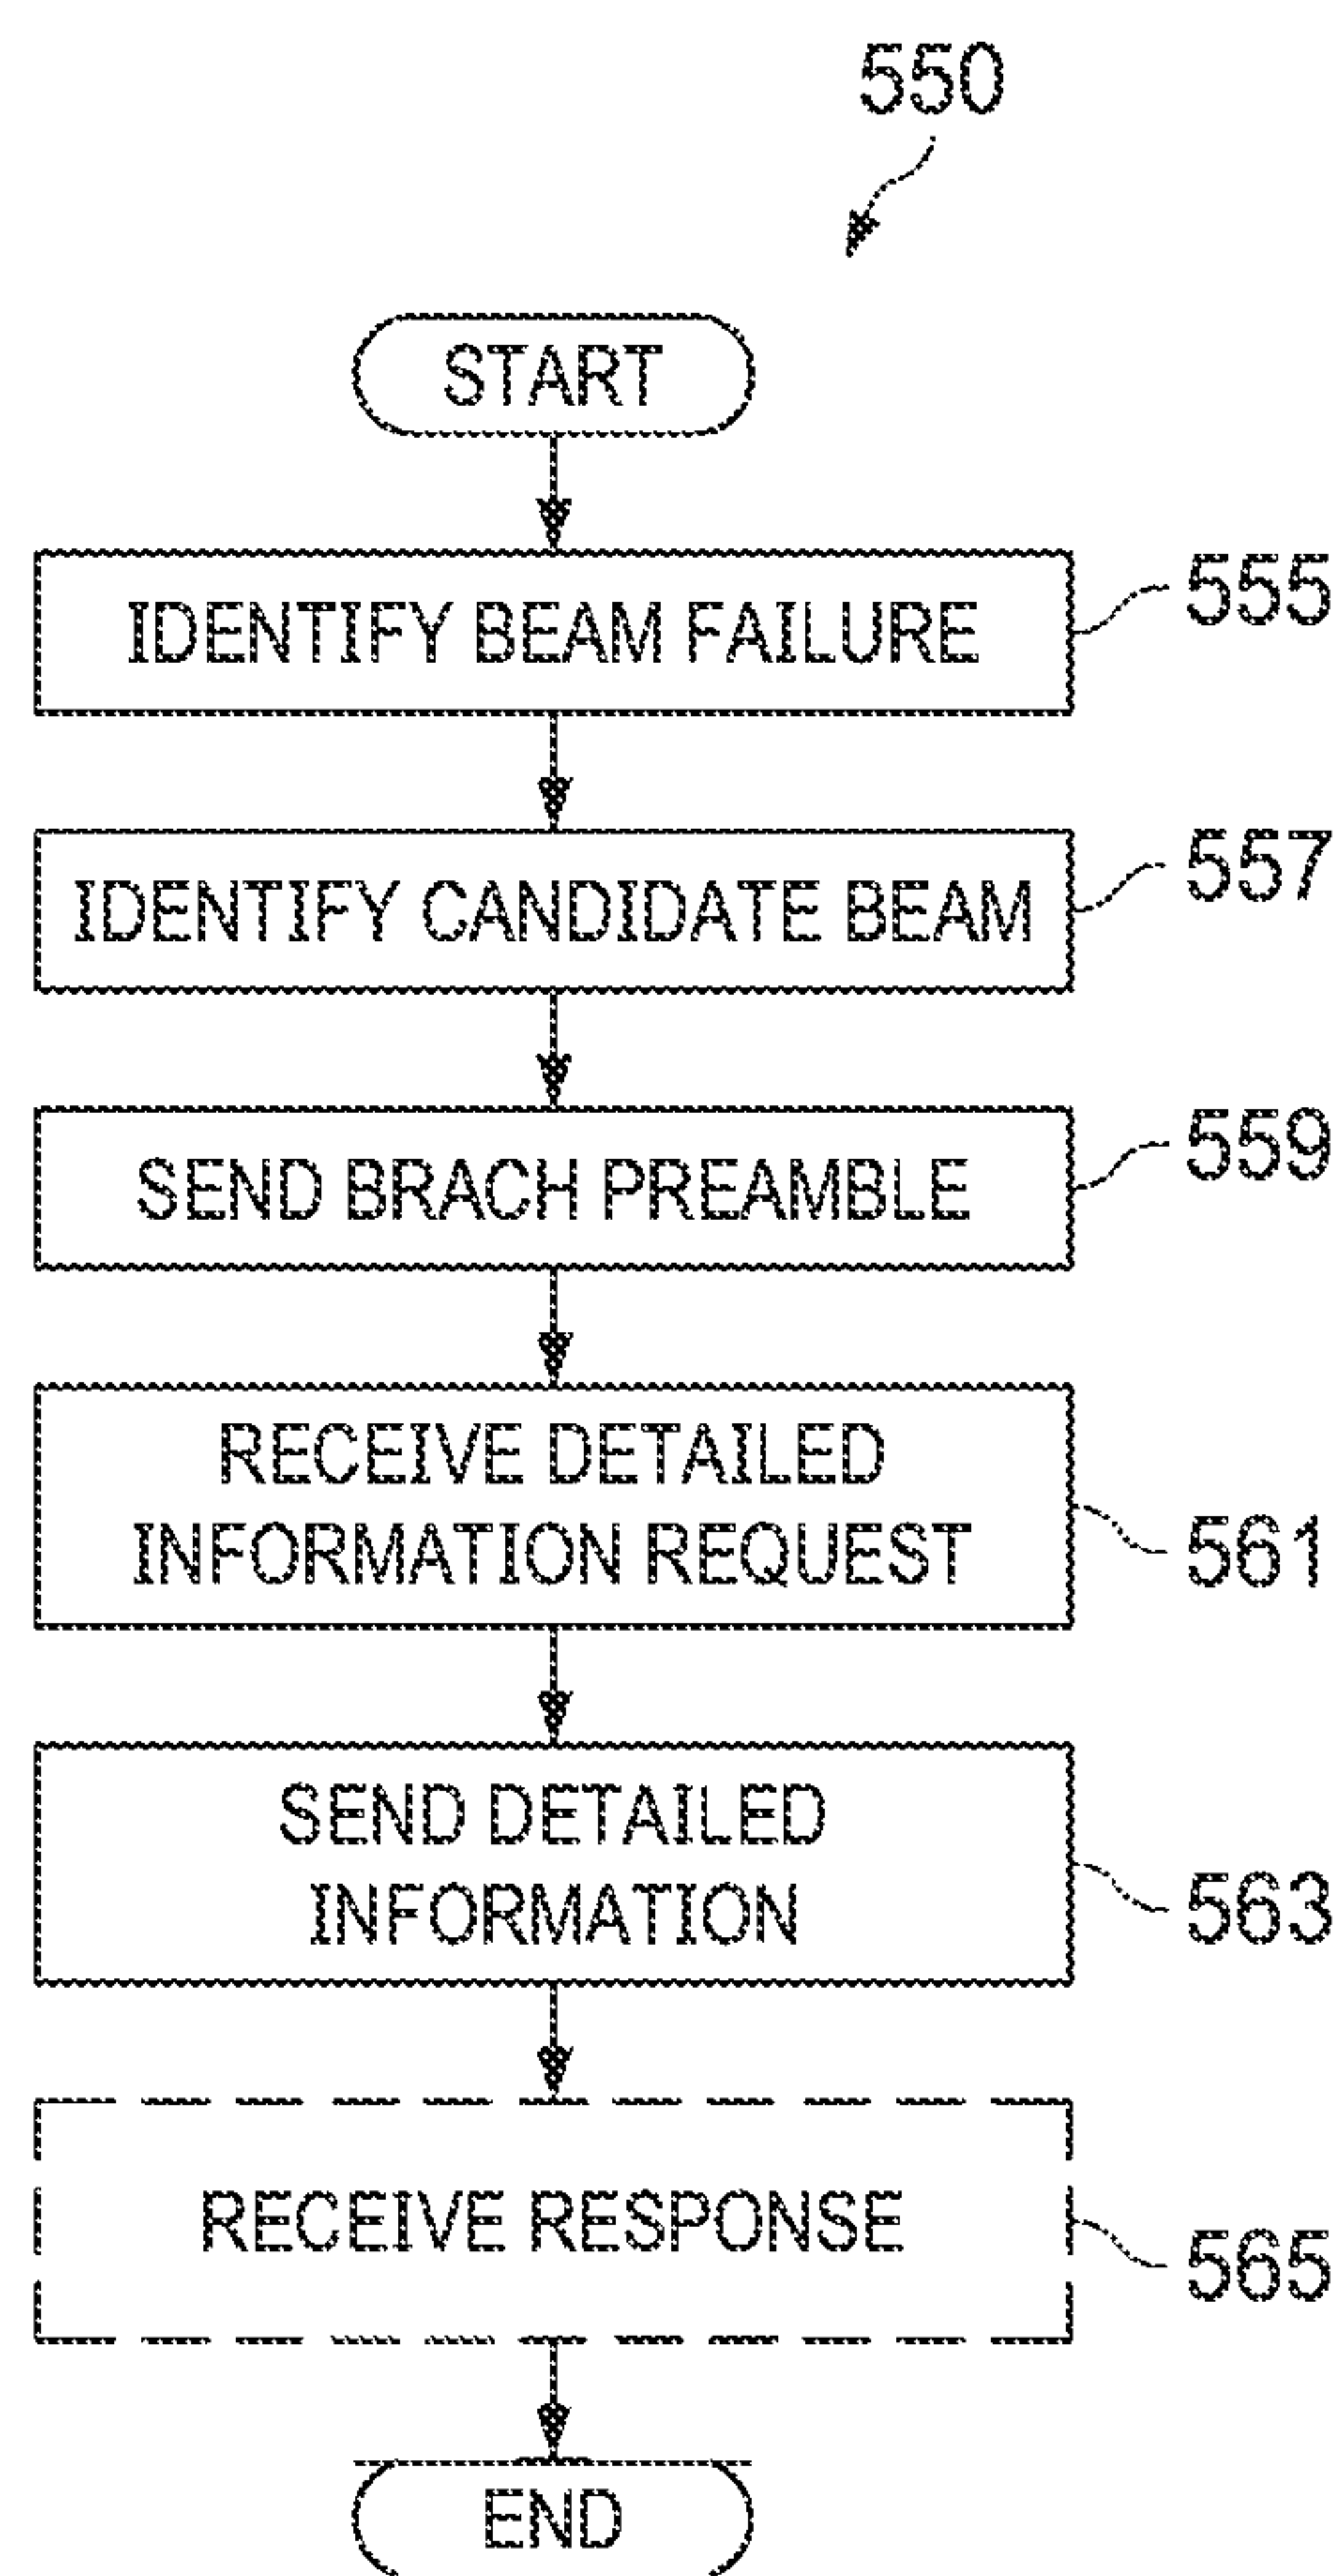 550
START
IDENTIFY BEAM FAILURE
555
IDENTIFY CANDIDATE BEAM
557
SEND BRACH PREAMBLE
559
RECEIVE DETAILED
INFORMATION REQUEST
561
SEND DETAILED
INFORMATION
563
RECEIVE RESPONSE
565
END